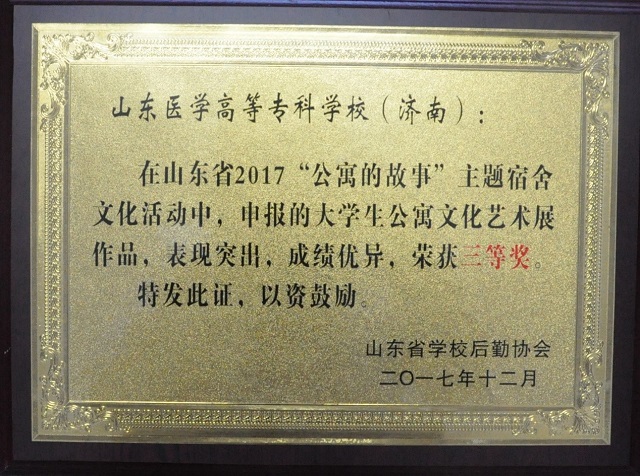 山东医学高等专科学校（济南）：
在山东省2017“公寓的故事”主题宿舍
文化活动中，申报的大学生公寓文化艺术展
作品，表现突出，成绩优异，荣获三等奖。
特发此证，以资鼓励。
山东省学校后勤协会
二〇一七年十二月